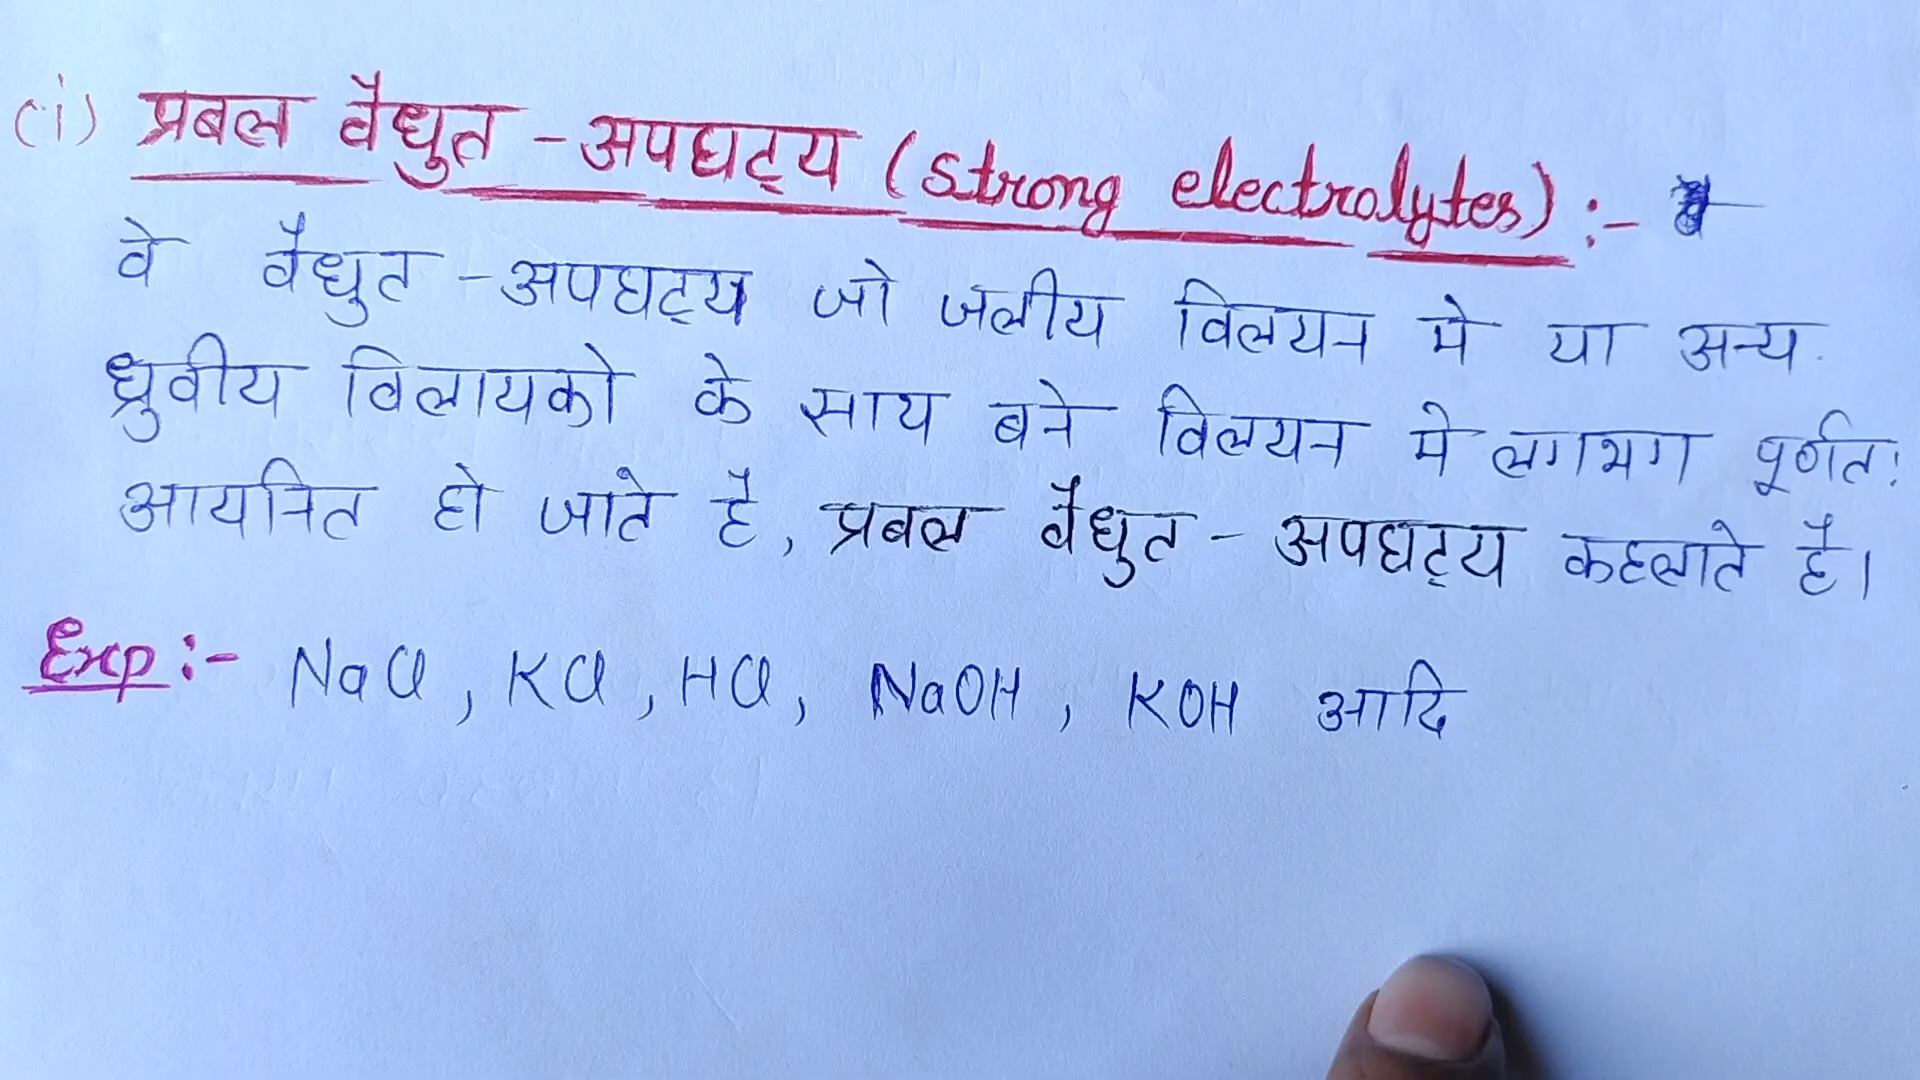 (i) प्रबल वैधुत - अपघट्य (strong electrolytes) :-
वे वैधुत - अपघट्य जो जलीय विलयन मे या अन्य
ध्रुवीय विलायको के साथ बने विलयन मे लगभग पूर्णत:
आयनित हो जाते है, प्रबल वैधुत - अपघट्य कहलाते है।
Exp :- NaCl, KCl, HCl, NaOH, KOH आदि